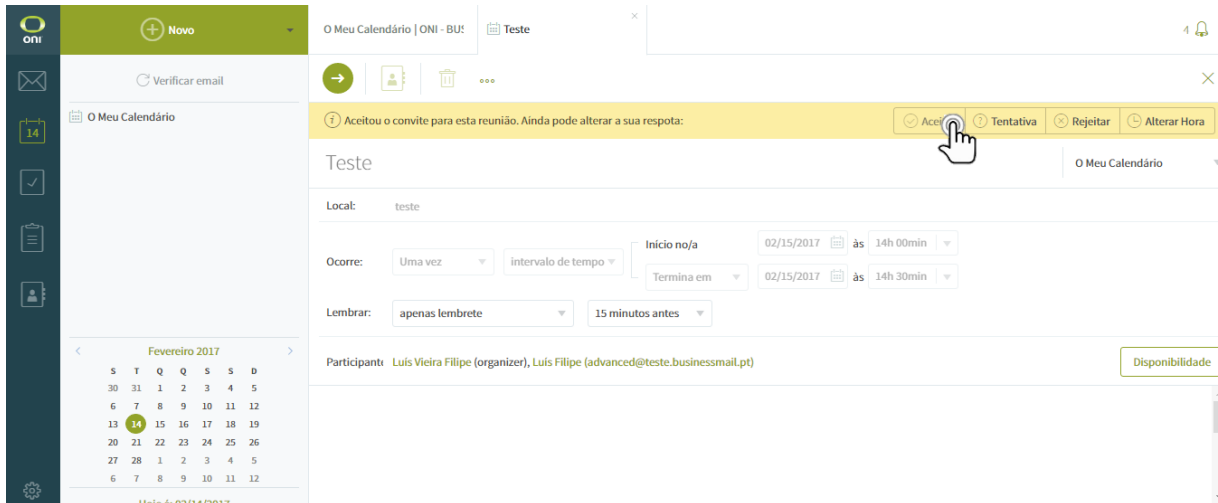 oni
Novo
O Meu Calendário | ONI - BUS
Teste
4
Verificar email
14
O Meu Calendário
Aceitou o convite para esta reunião. Ainda pode alterar a sua respota:
Tentativa
Rejeitar
Alterar Hora
Teste
O Meu Calendário
Local:
teste
Ocorre:
Uma vez
intervalo de tempo
Início no/a
02/15/2017
às
14h 00min
Termina em
02/15/2017
às
14h 30min
Lembrar:
apenas lembrete
15 minutos antes
Participante Luís Vieira Filipe (organizer), Luis Filipe (advanced@teste.businessmail.pt)
Disponibilidade
Fevereiro 2017
S T Q Q S S D
30 31 1 2 3 4 5
6 7 8 9 10 11 12
13 14 15 16 17 18 19
20 21 22 23 24 25 26
27 28 1 2 3 4 5
6 7 8 9 10 11 12